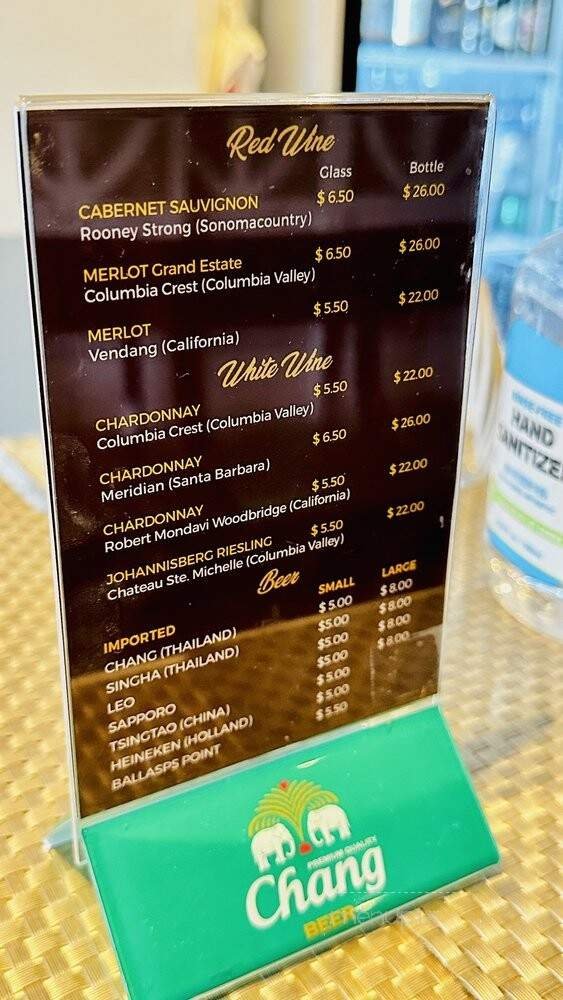 Red Wine
Glass Bottle
CABERNET SAUVIGNON $6.50 $26.00
Rooney Strong (Sonomacountry)
MERLOT Grand Estate $6.50 $26.00
Columbia Crest (Columbia Valley)
MERLOT $5.50 $22.00
Vendang (California)
White Wine
CHARDONNAY $5.50 $22.00
Columbia Crest (Columbia Valley)
CHARDONNAY $6.50 $26.00
Meridian (Santa Barbara)
CHARDONNAY $5.50 $22.00
Robert Mondavi Woodbridge (California)
JOHANNISBERG RIESLING $5.50 $22.00
Chateau Ste. Michelle (Columbia Valley)
Beer
IMPORTED SMALL LARGE
CHANG (THAILAND) $5.00 $8.00
SINGHA (THAILAND) $5.00 $8.00
LEO $5.00 $8.00
SAPPORO $5.00 $8.00
TSINGTAO (CHINA) $5.00
HEINEKEN (HOLLAND) $5.00
BALLASPS POINT $5.50
PREMIUM QUALITY
Chang
BEER
HAND
SANITIZER